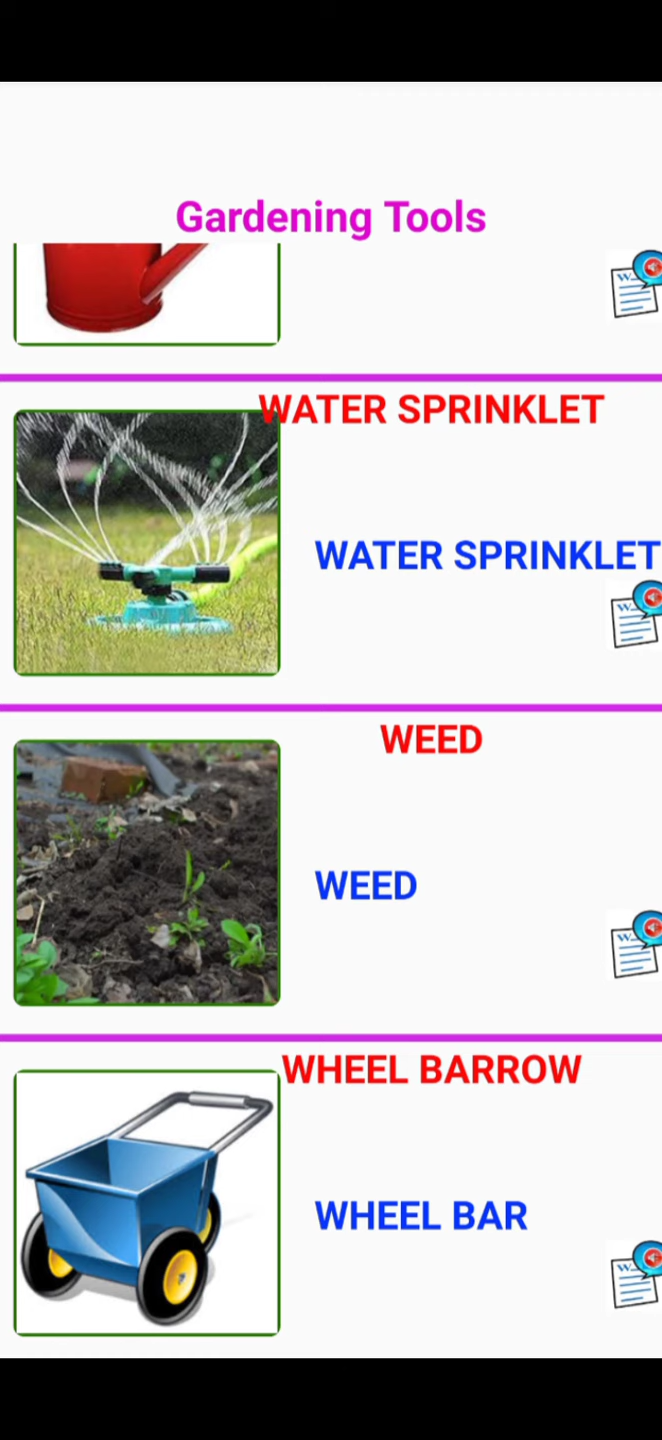 Gardening Tools
WATER SPRINKLET
WATER SPRINKLET
WEED
WEED
WHEEL BARROW
WHEEL BAR